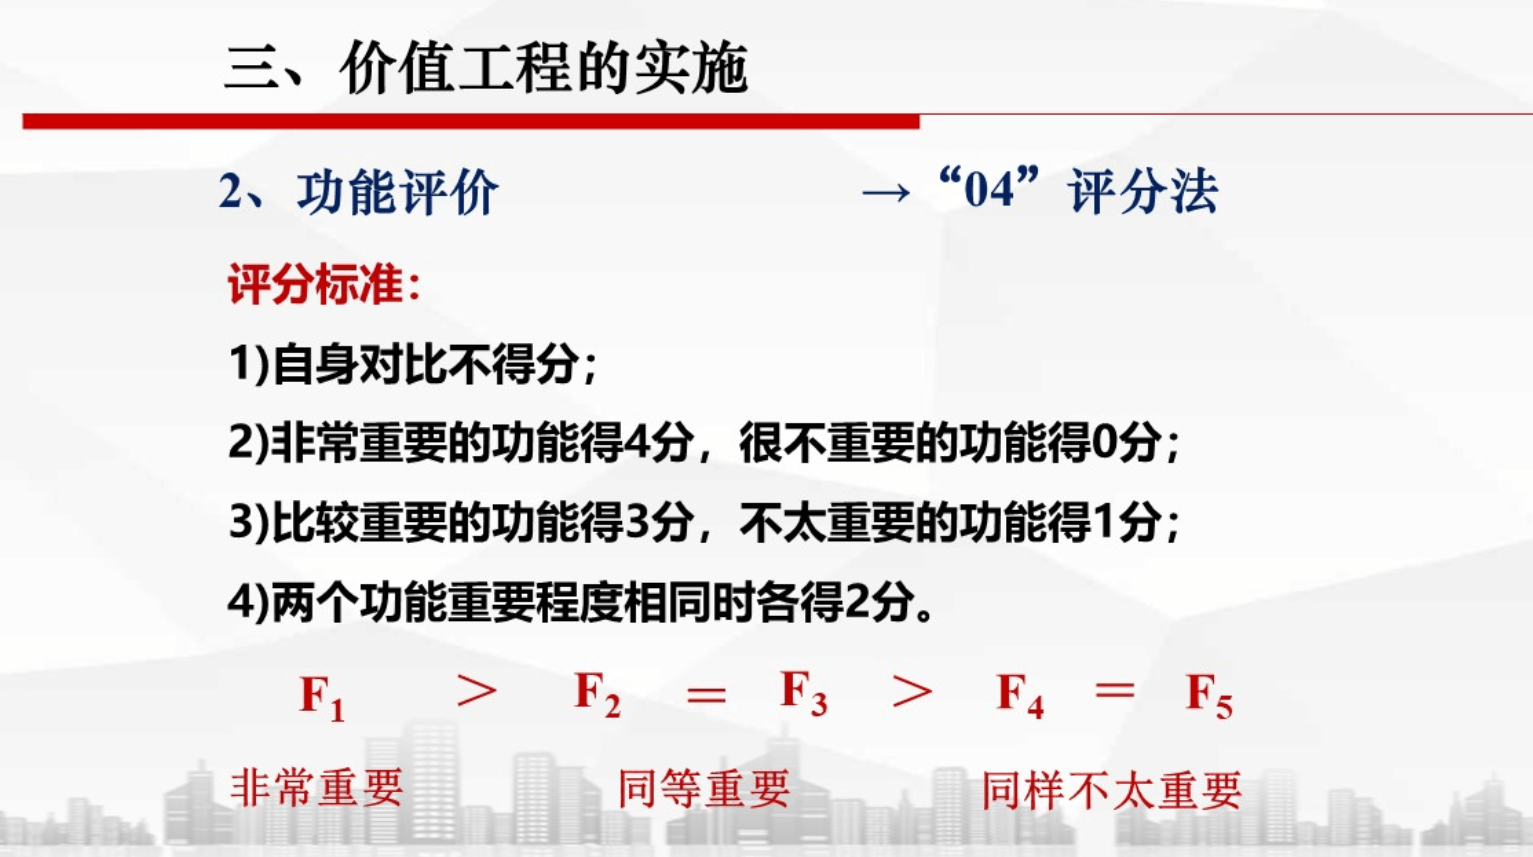 三、价值工程的实施
2、功能评价 →“04”评分法
评分标准：
1)自身对比不得分；
2)非常重要的功能得4分，很不重要的功能得0分；
3)比较重要的功能得3分，不太重要的功能得1分；
4)两个功能重要程度相同时各得2分。
F₁ > F₂ = F₃ > F₄ = F₅
非常重要 同等重要 同样不太重要